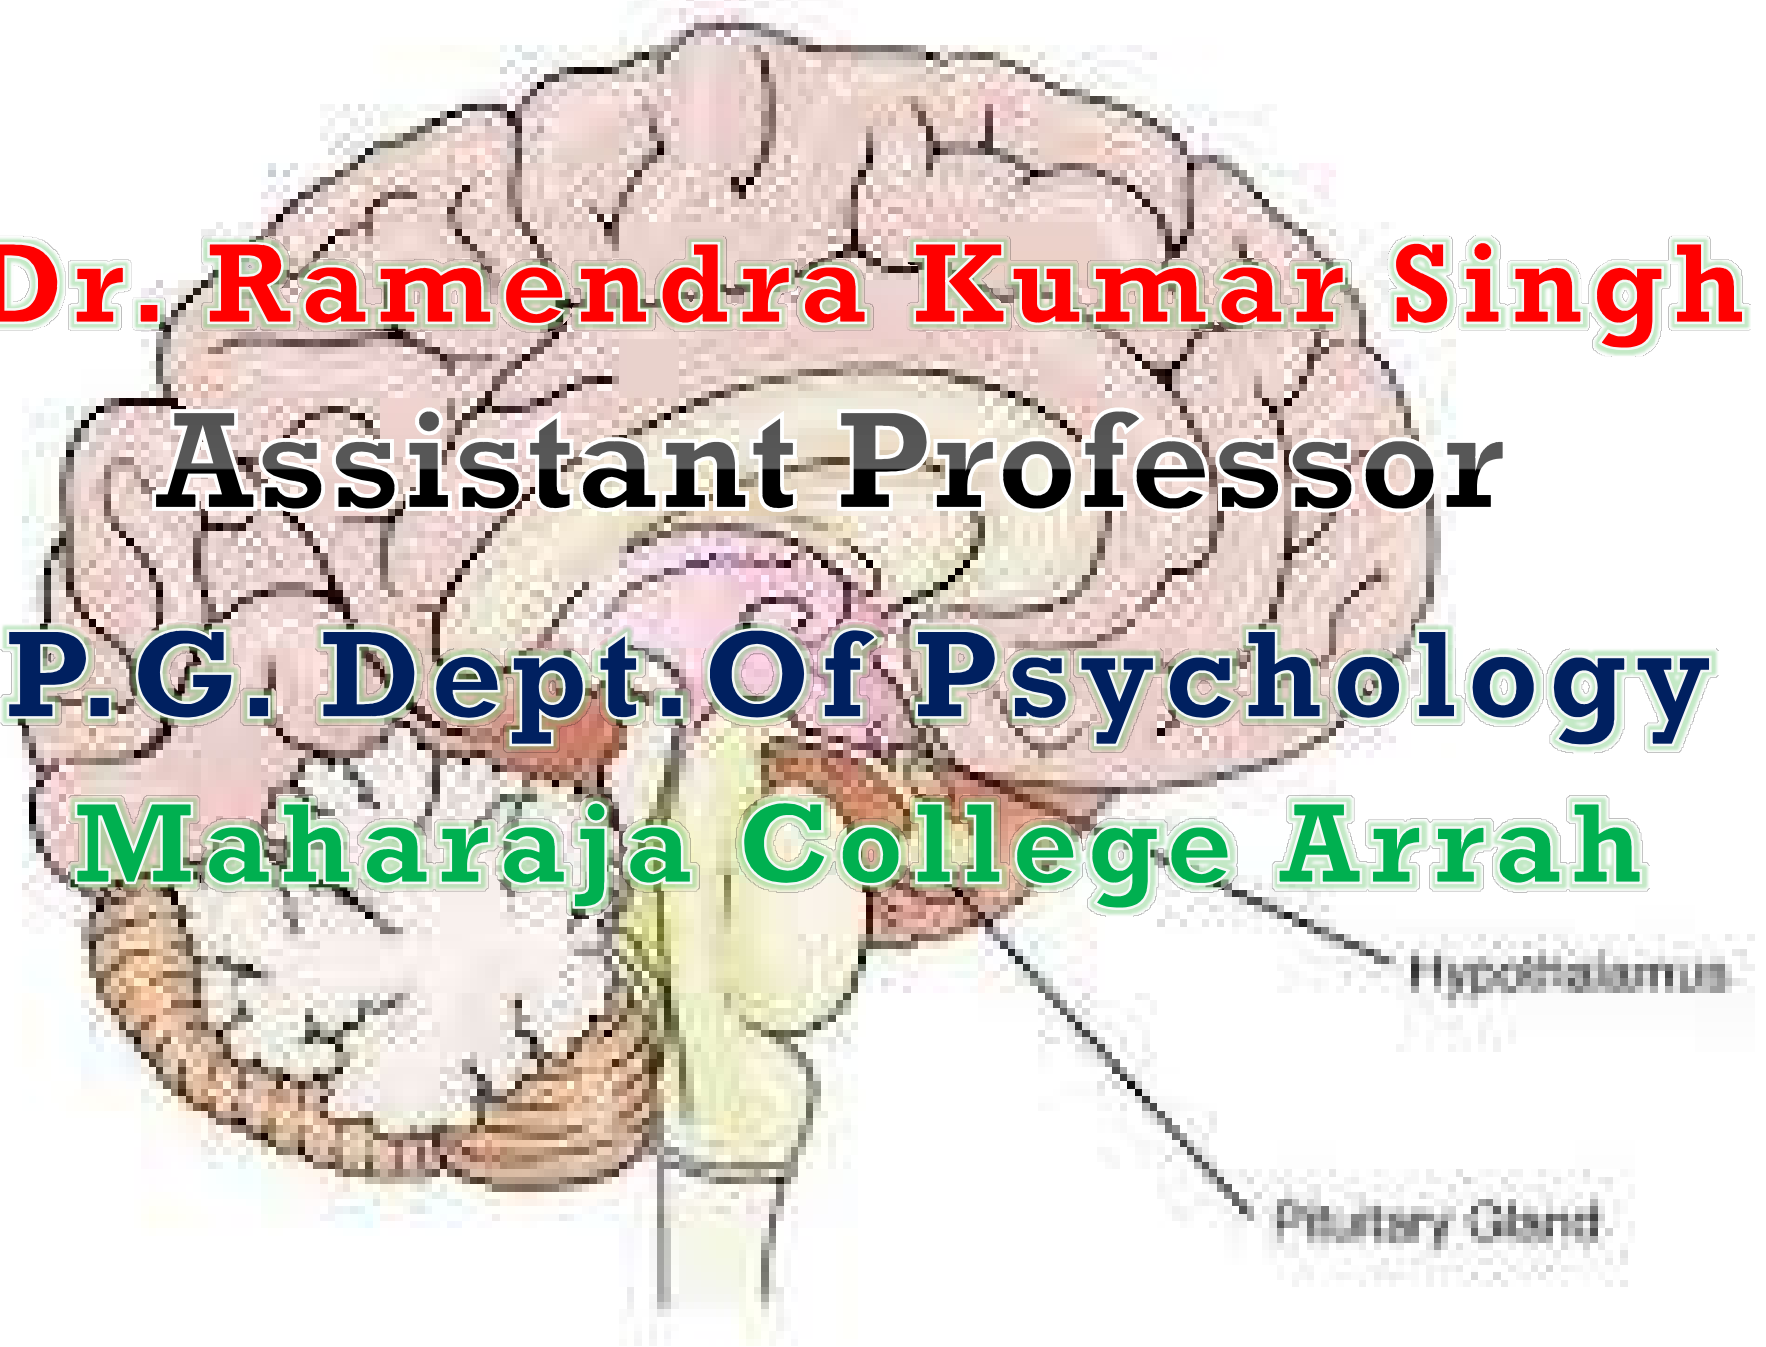 Dr. Ramendra Kumar Singh
Assistant Professor
P.G. Dept.Of Psychology
Maharaja College Arrah
Hypothalamus
Pituitary Gland